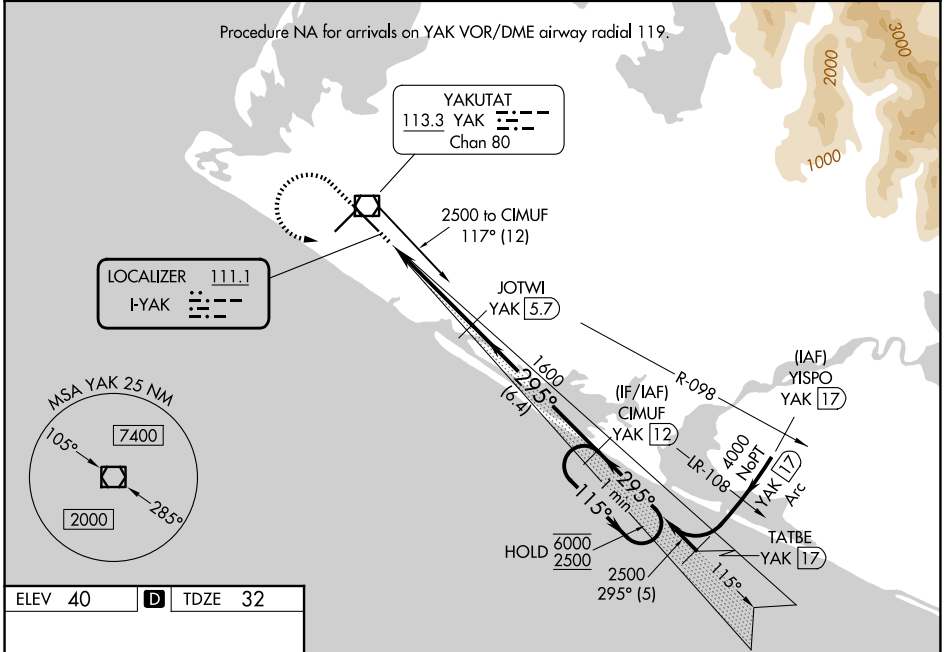 Procedure NA for arrivals on YAK VOR/DME airway radial 119.
3000
2000
1000
YAKUTAT
113.3 YAK
Chan 80
2500 to CIMUF
117° (12)
LOCALIZER 111.1
I-YAK
JOTWI
YAK 5.7
1600
295°
(6.4)
R-098
(IAF)
YISPO
YAK 17
(IF/IAF)
CIMUF
YAK 12
4000
NoPT
LR-108
YAK 17
Arc
295°
1 min
115°
HOLD 6000
2500
2500
295° (5)
TATBE
YAK 17
115°
MSA YAK 25 NM
105°
7400
285°
2000
ELEV 40 D TDZE 32